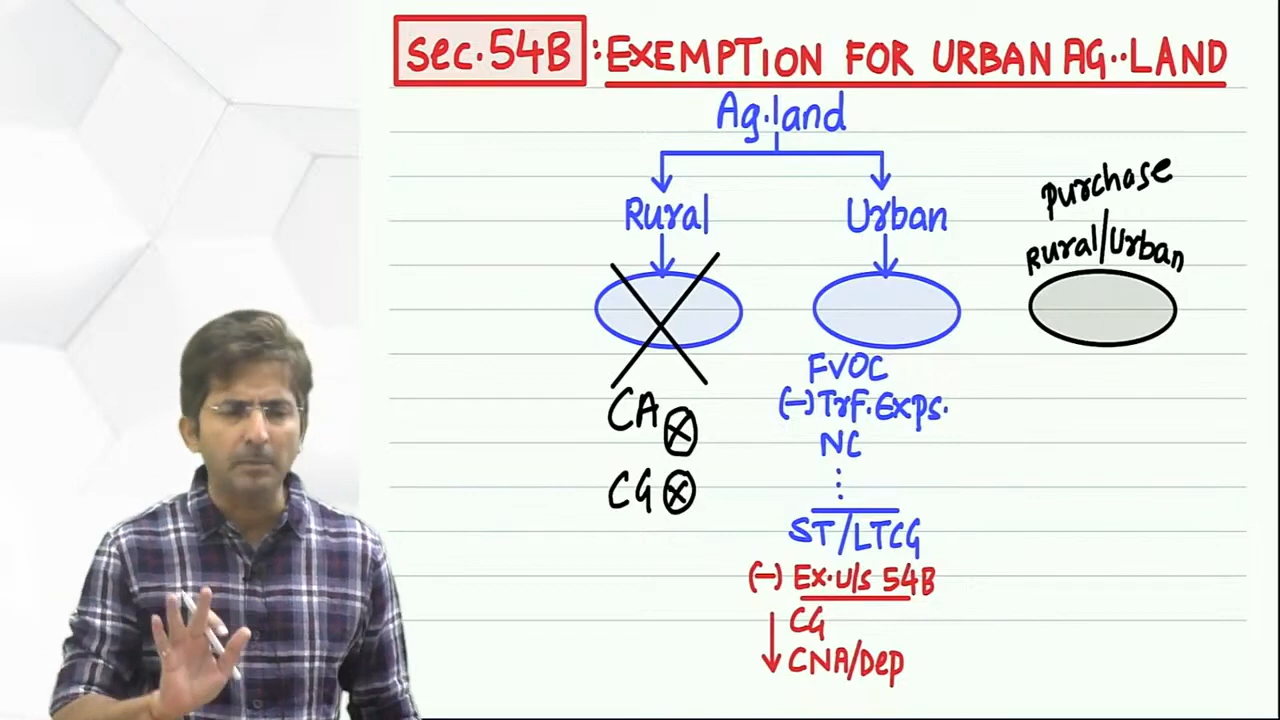 Sec.54B : EXEMPTION FOR URBAN AG..LAND
Ag.land
Rural
Urban
purchase
Rural/Urban
CA ⊗
CG ⊗
FVOC
(-) Trf.Exps.
NC
⋮
ST/LTCG
(-) Ex.u/s 54B
↓ CG
CNA/Dep